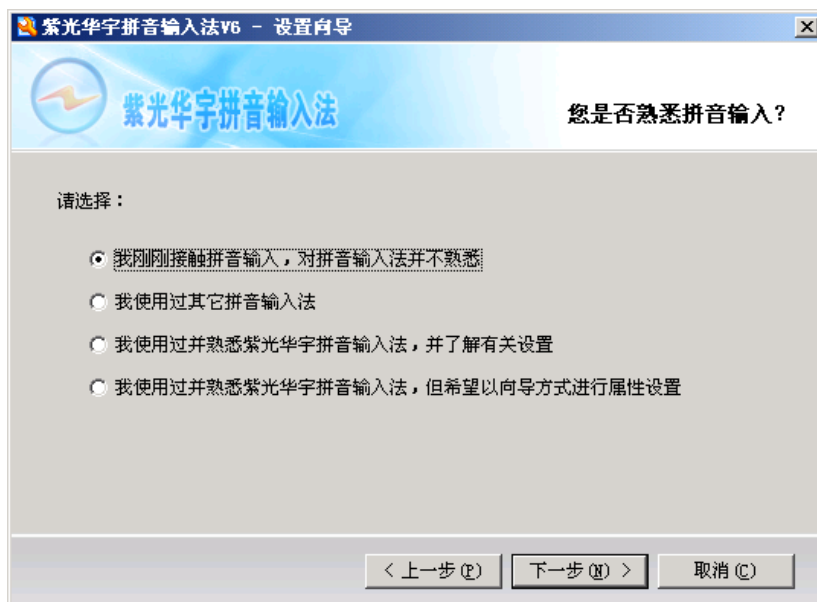 紫光华宇拼音输入法V6 - 设置向导
紫光华宇拼音输入法
您是否熟悉拼音输入？
请选择：
我刚刚接触拼音输入，对拼音输入法并不熟悉
我使用过其它拼音输入法
我使用过并熟悉紫光华宇拼音输入法，并了解有关设置
我使用过并熟悉紫光华宇拼音输入法，但希望以向导方式进行属性设置
< 上一步(P)
下一步(N) >
取消(C)